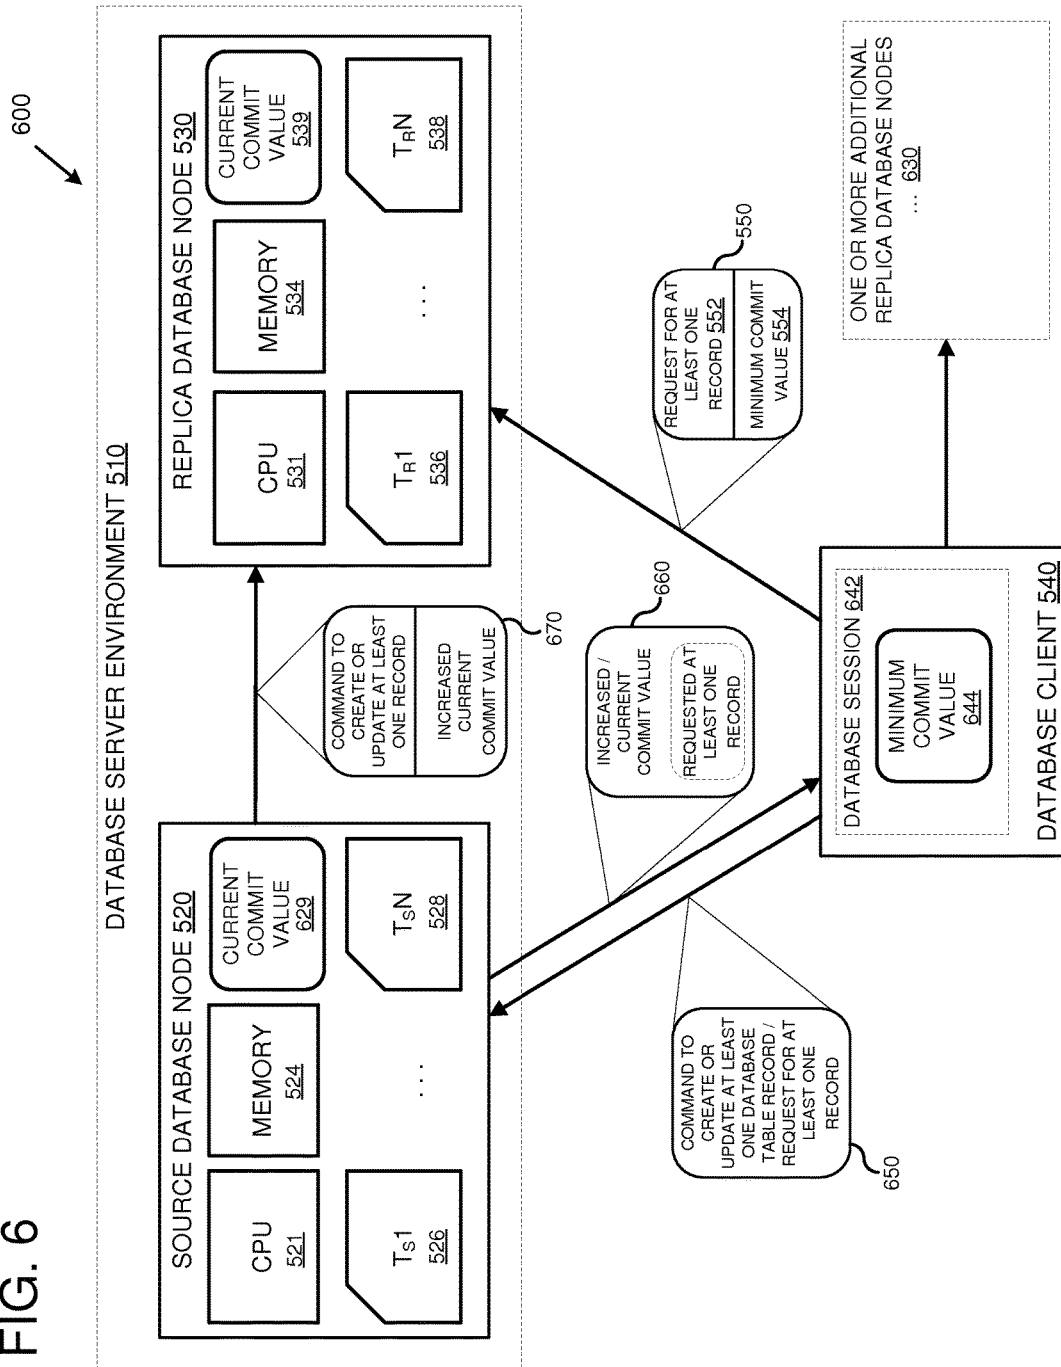 FIG. 6
600
DATABASE SERVER ENVIRONMENT 510
SOURCE DATABASE NODE 520
CPU
521
MEMORY
524
CURRENT
COMMIT
VALUE
629
TS1
526
...
TSN
528
REPLICA DATABASE NODE 530
CPU
531
MEMORY
534
CURRENT
COMMIT
VALUE
539
TR1
536
...
TRN
538
COMMAND TO
CREATE OR
UPDATE AT LEAST
ONE RECORD
INCREASED
CURRENT
COMMIT VALUE
670
INCREASED /
CURRENT
COMMIT VALUE
REQUESTED AT
LEAST ONE
RECORD
660
REQUEST FOR AT
LEAST ONE
RECORD 552
MINIMUM COMMIT
VALUE 554
550
COMMAND TO
CREATE OR
UPDATE AT LEAST
ONE DATABASE
TABLE RECORD /
REQUEST FOR AT
LEAST ONE
RECORD
650
DATABASE SESSION 642
MINIMUM
COMMIT
VALUE
644
DATABASE CLIENT 540
ONE OR MORE ADDITIONAL
REPLICA DATABASE NODES
... 630